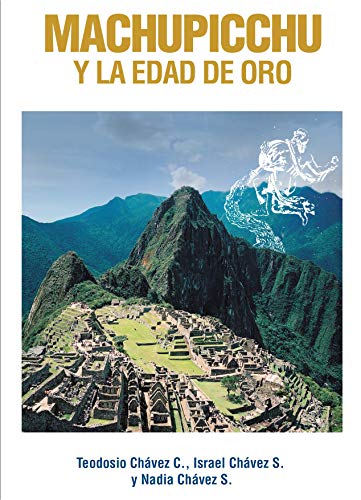 MACHUPICCHU
Y LA EDAD DE ORO
Teodosio Chávez C., Israel Chávez S.
y Nadia Chávez S.